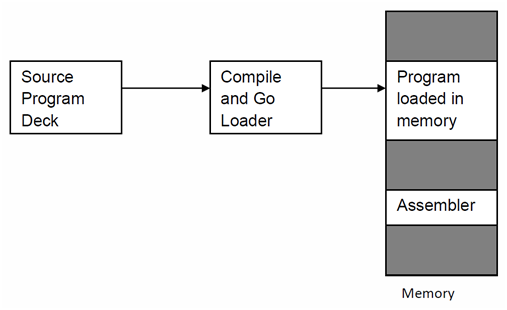 Source
Program
Deck
Compile
and Go
Loader
Program
loaded in
memory
Assembler
Memory